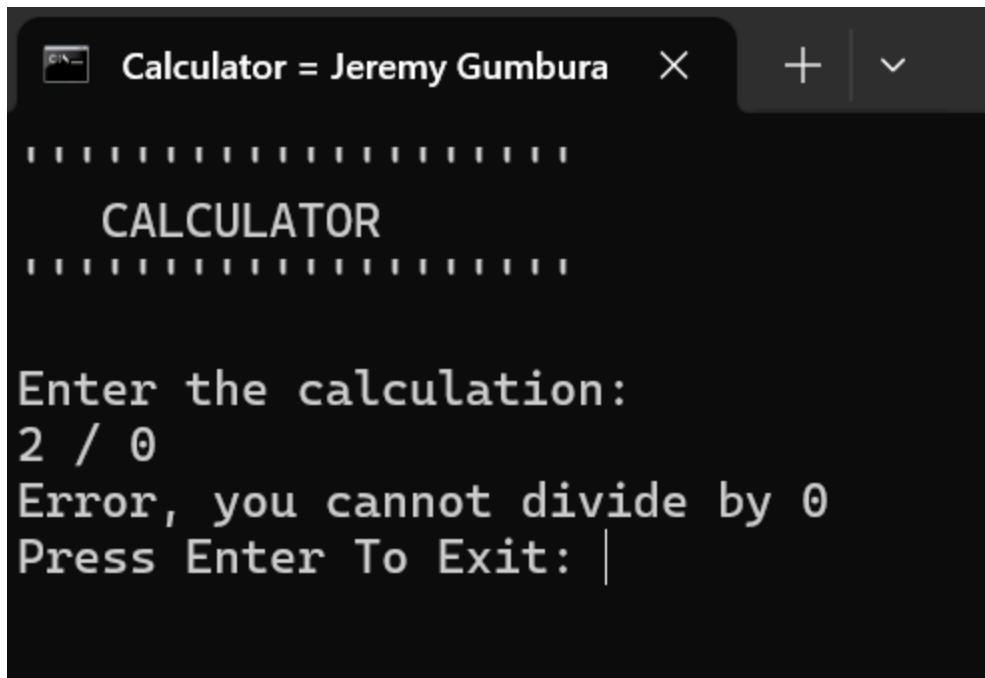 Calculator = Jeremy Gumbura
''''''''''''''''''''
CALCULATOR
''''''''''''''''''''
Enter the calculation:
2 / 0
Error, you cannot divide by 0
Press Enter To Exit: